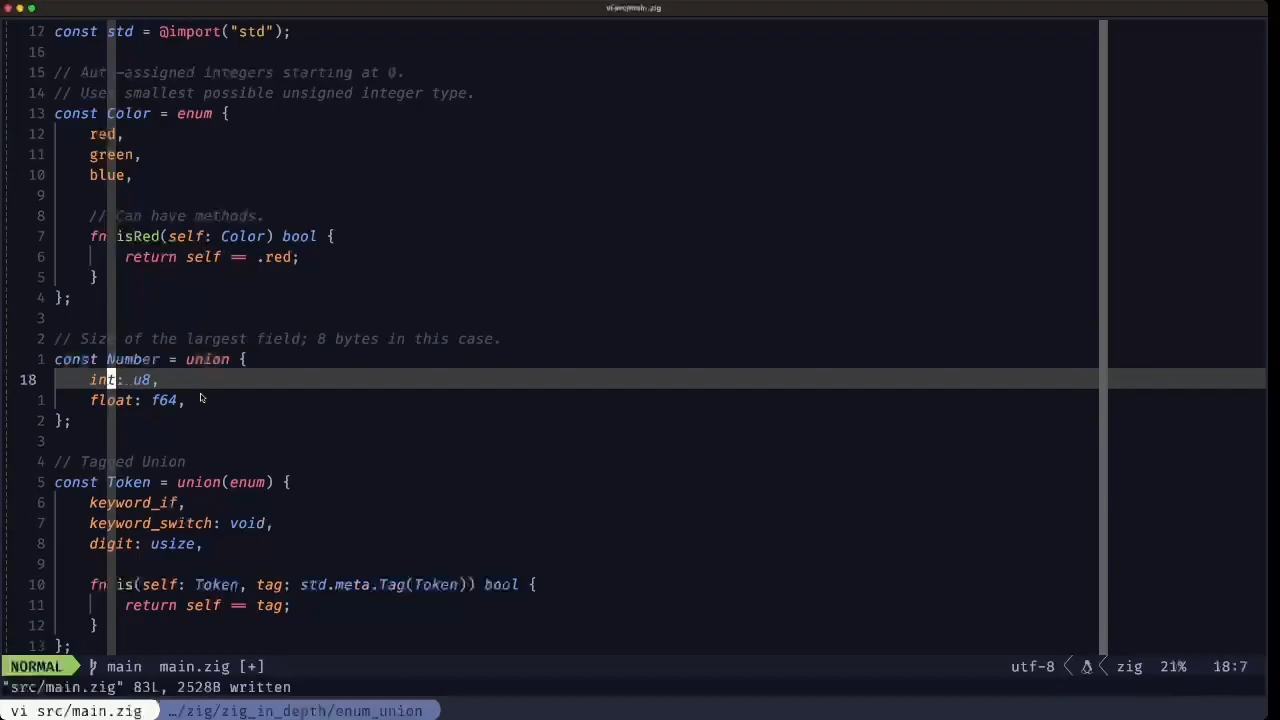 vi src/main.zig
17 const std = @import("std");
16
15 // Auto-assigned integers starting at 0.
14 // Uses smallest possible unsigned integer type.
13 const Color = enum {
12 red,
11 green,
10 blue,
9
8 // Can have methods.
7 fn isRed(self: Color) bool {
6 return self == .red;
5 }
4 };
3
2 // Size of the largest field; 8 bytes in this case.
1 const Number = union {
18 int: u8,
1 float: f64,
2 };
3
4 // Tagged Union
5 const Token = union(enum) {
6 keyword_if,
7 keyword_switch: void,
8 digit: usize,
9
10 fn is(self: Token, tag: std.meta.Tag(Token)) bool {
11 return self == tag;
12 }
13 };
NORMAL main main.zig [+] utf-8 zig 21% 18:7
"src/main.zig" 83L, 2528B written
vi src/main.zig …/zig/zig_in_depth/enum_union